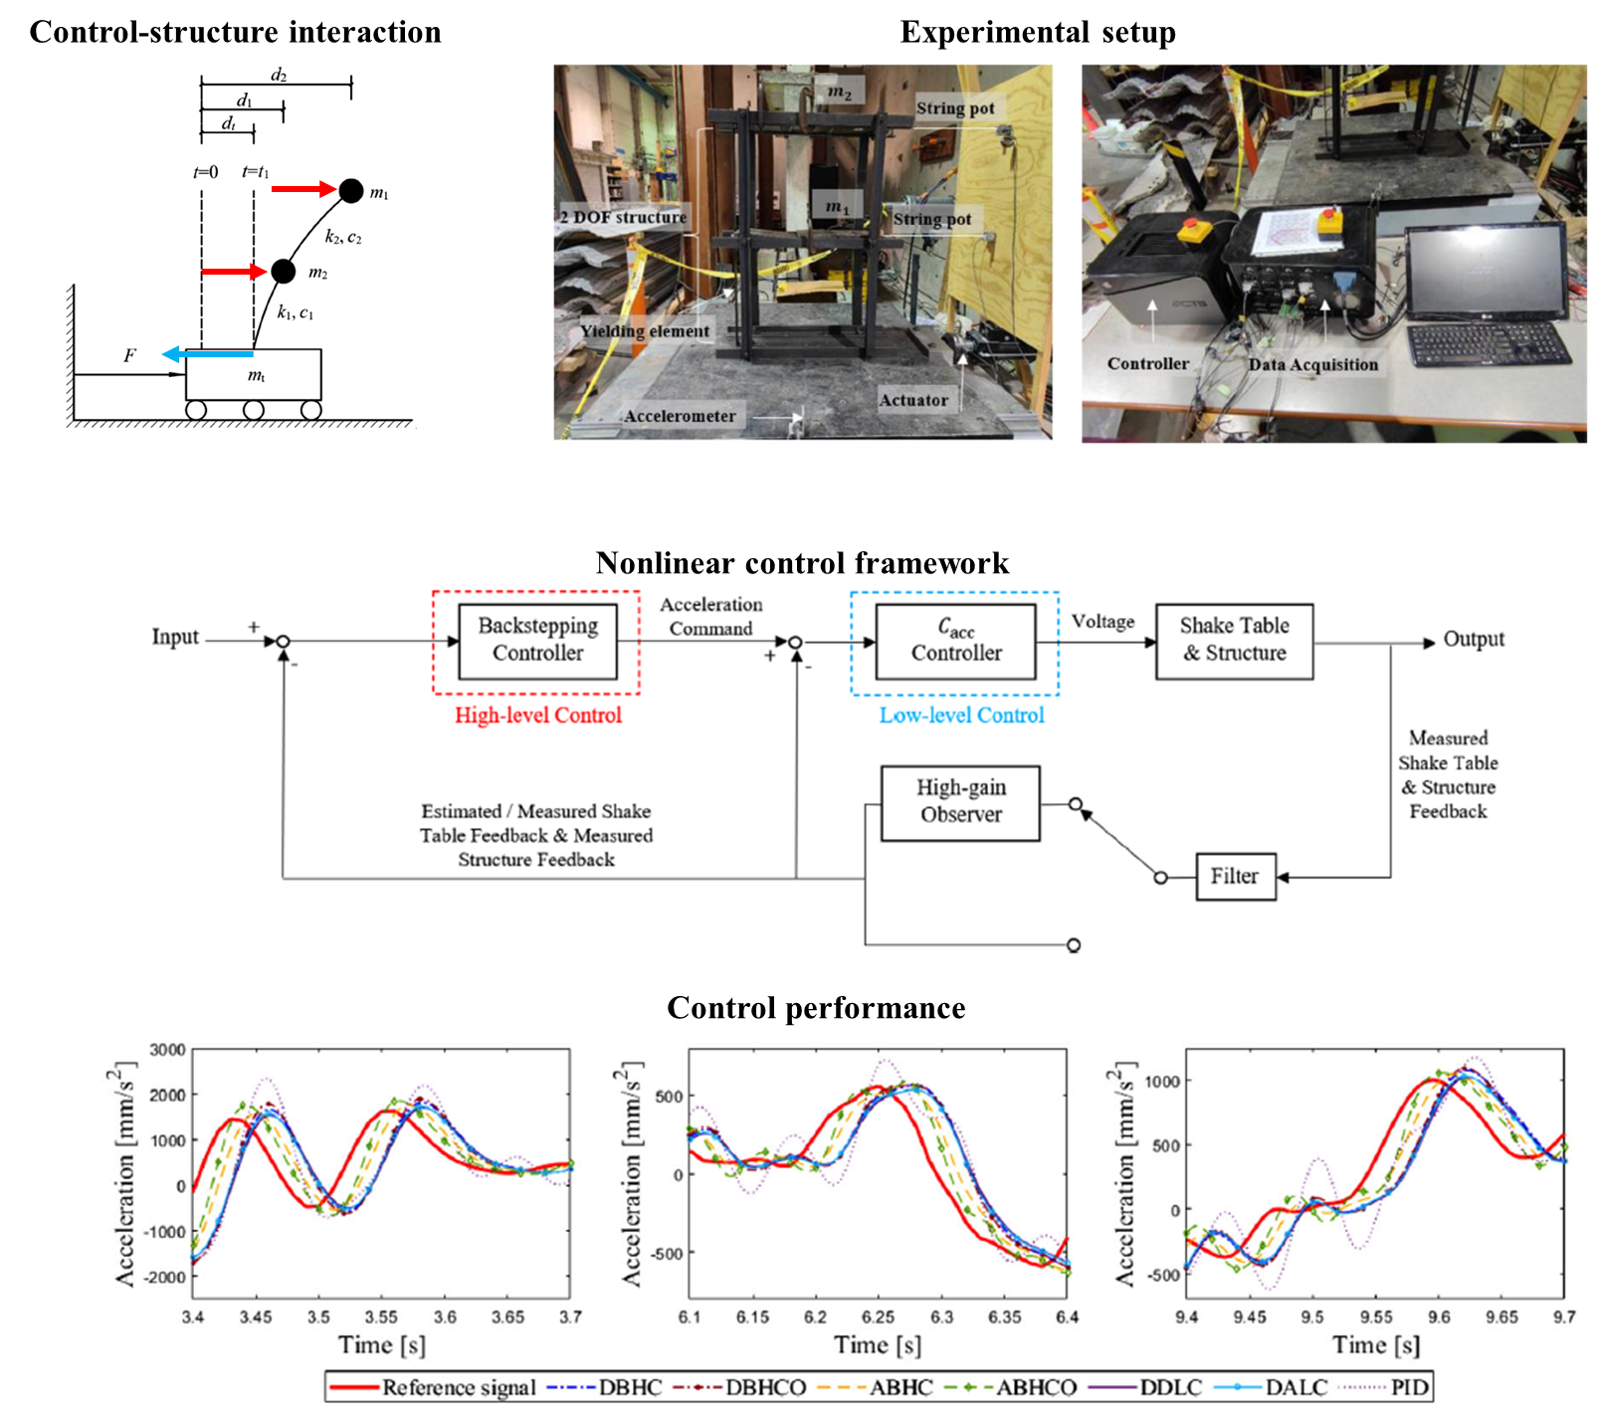 Control-structure interaction
d2
d1
dt
t=0
t=t1
m1
k2, c2
m2
k1, c1
F
mt
Experimental setup
m2
String pot
m1
2 DOF structure
String pot
Yielding element
Actuator
Accelerometer
Controller
Data Acquisition
Nonlinear control framework
Input
+
-
Backstepping
Controller
High-level Control
Acceleration
Command
+
-
Cacc
Controller
Low-level Control
Voltage
Shake Table
& Structure
Output
Measured
Shake Table
& Structure
Feedback
High-gain
Observer
Filter
Estimated / Measured Shake
Table Feedback & Measured
Structure Feedback
Control performance
Acceleration [mm/s2]
3000
2000
1000
0
-1000
-2000
3.4 3.45 3.5 3.55 3.6 3.65 3.7
Time [s]
Acceleration [mm/s2]
500
0
-500
6.1 6.15 6.2 6.25 6.3 6.35 6.4
Time [s]
Acceleration [mm/s2]
1000
500
0
-500
9.4 9.45 9.5 9.55 9.6 9.65 9.7
Time [s]
Reference signal DBHC DBHCO ABHC ABHCO DDLC DALC PID